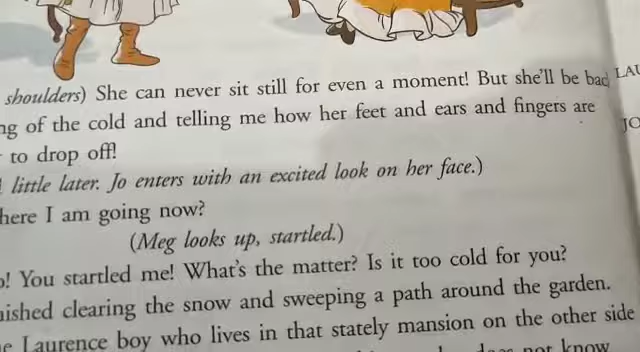 shoulders) She can never sit still for even a moment! But she'll be
of the cold and telling me how her feet and ears and fingers are
to drop off!
little later. Jo enters with an excited look on her face.)
I am going now?
(Meg looks up, startled.)
You startled me! What's the matter? Is it too cold for you?
clearing the snow and sweeping a path around the garden.
Laurence boy who lives in that stately mansion on the other side
not know